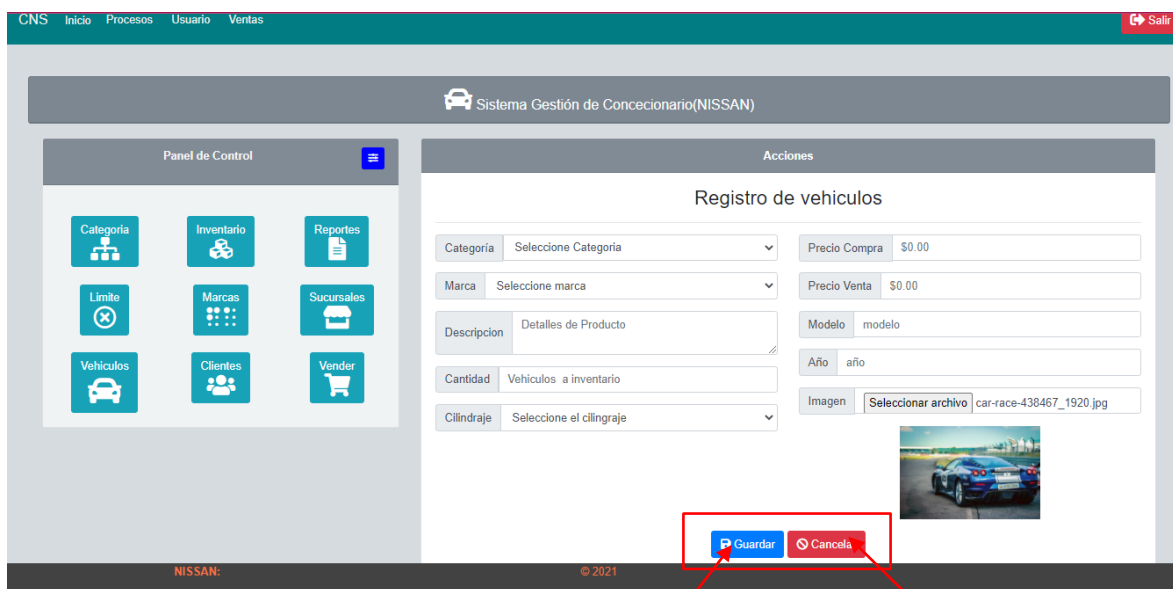 CNS Inicio Procesos Usuario Ventas Salir
Sistema Gestión de Concecionario(NISSAN)
Panel de Control
Categoria Inventario Reportes
Limite Marcas Sucursales
Vehiculos Clientes Vender
Acciones
Registro de vehiculos
Categoría Seleccione Categoria
Marca Seleccione marca
Descripcion Detalles de Producto
Cantidad Vehiculos a inventario
Cilindraje Seleccione el cilingraje
Precio Compra $0.00
Precio Venta $0.00
Modelo modelo
Año año
Imagen Seleccionar archivo car-race-438467_1920.jpg
Guardar Cancelar
NISSAN: © 2021